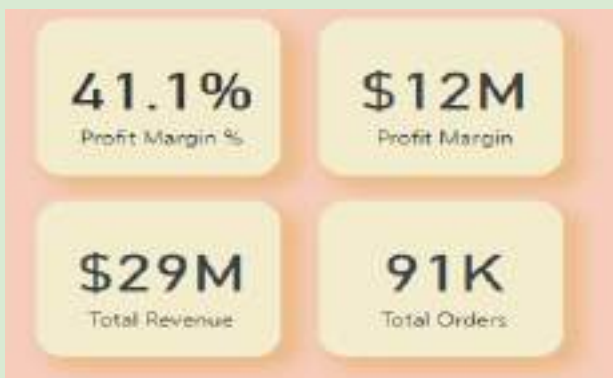 41.1%
Profit Margin %
$12M
Profit Margin
$29M
Total Revenue
91K
Total Orders